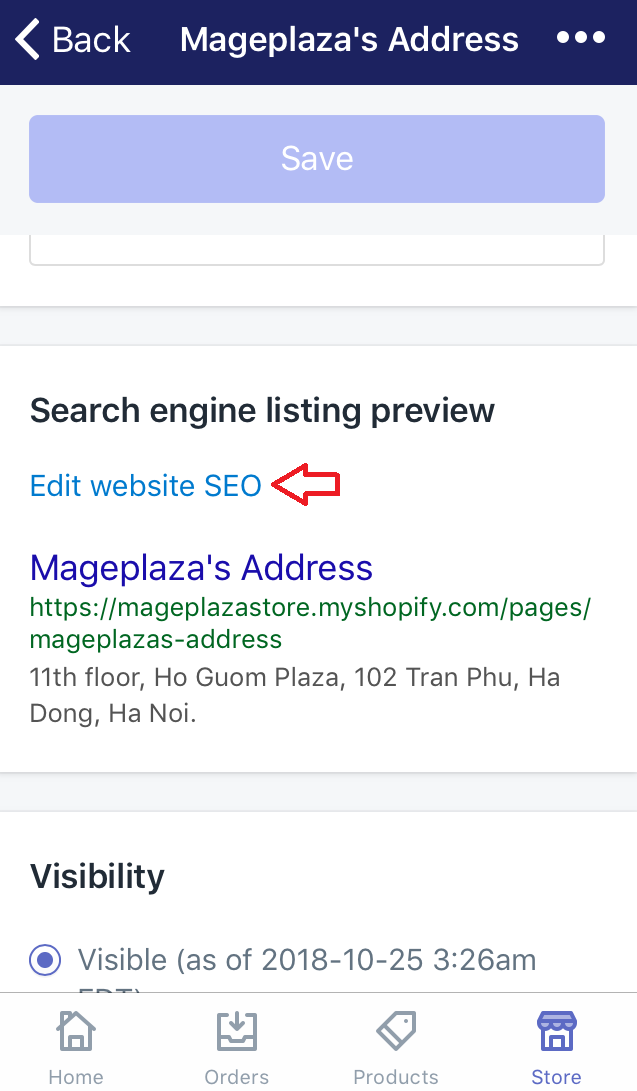 Back
Mageplaza's Address
Save
Search engine listing preview
Edit website SEO
Mageplaza's Address
https://mageplazastore.myshopify.com/pages/
mageplazas-address
11th floor, Ho Guom Plaza, 102 Tran Phu, Ha
Dong, Ha Noi.
Visibility
Visible (as of 2018-10-25 3:26am
EDT)
Home
Orders
Products
Store